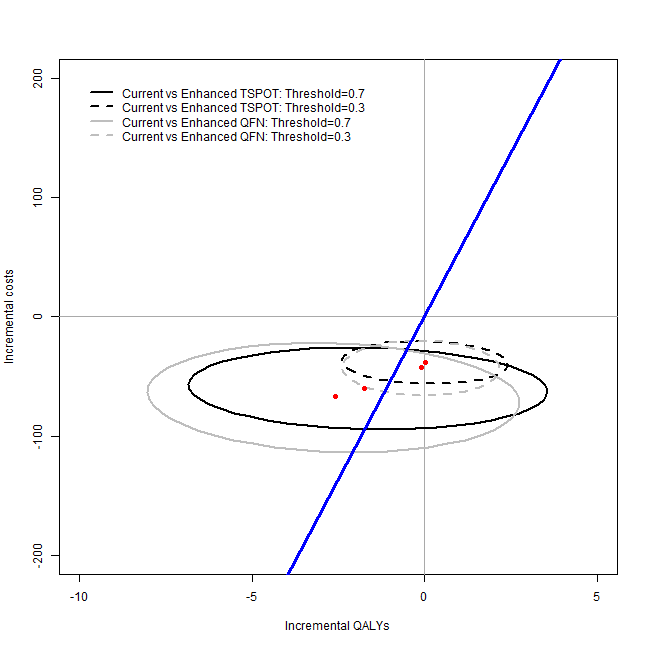 Current vs Enhanced TSPOT: Threshold=0.7
Current vs Enhanced TSPOT: Threshold=0.3
Current vs Enhanced QFN: Threshold=0.7
Current vs Enhanced QFN: Threshold=0.3
200
100
0
-100
-200
Incremental costs
-10
-5
0
5
Incremental QALYs